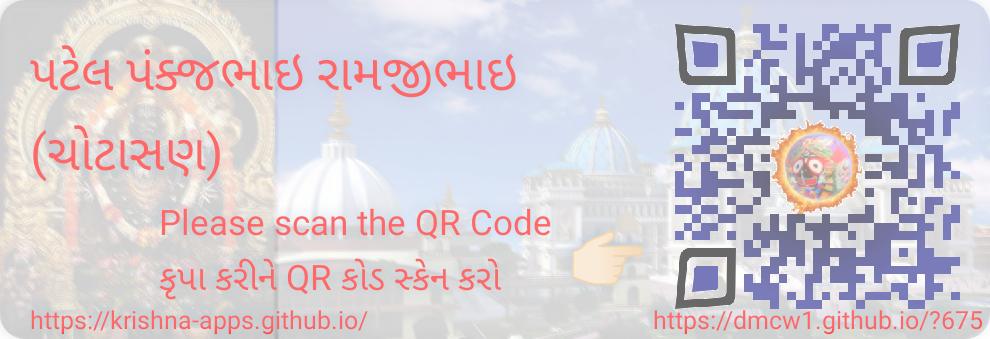 પટેલ પંકજભાઇ રામજીભાઇ
(ચોટાસણ)
Please scan the QR Code
કૃપા કરીને QR કોડ સ્કેન કરો
https://krishna-apps.github.io/
https://dmcw1.github.io/?675